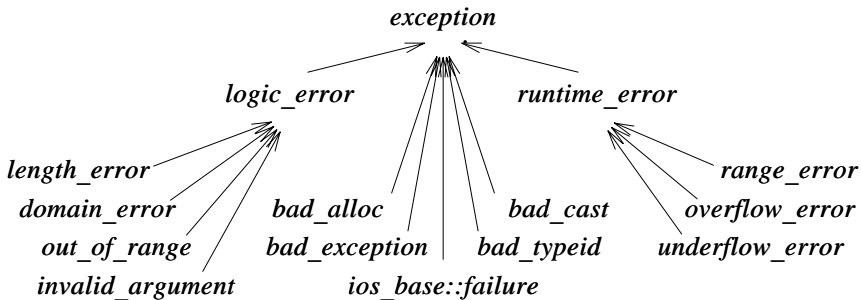 exception
logic_error runtime_error
length_error range_error
domain_error bad_alloc bad_cast overflow_error
out_of_range bad_exception bad_typeid underflow_error
invalid_argument ios_base::failure